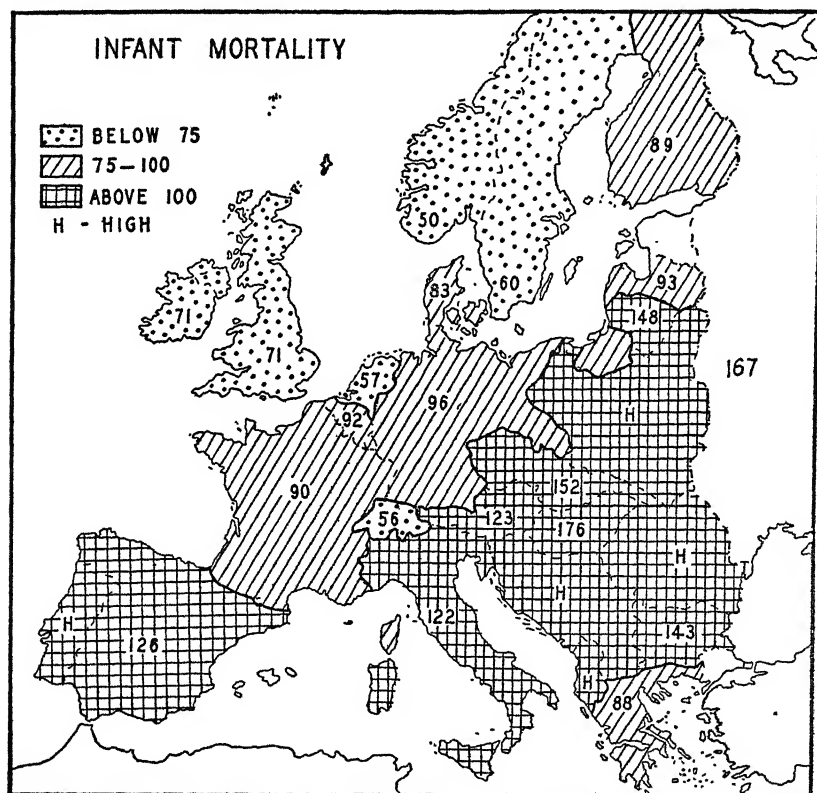 INFANT MORTALITY
BELOW 75
75–100
ABOVE 100
H - HIGH
89
50
60
83
93
148
71
71
57
167
96
92
H
90
152
56
123
176
H
H
122
H
126
143
H
88